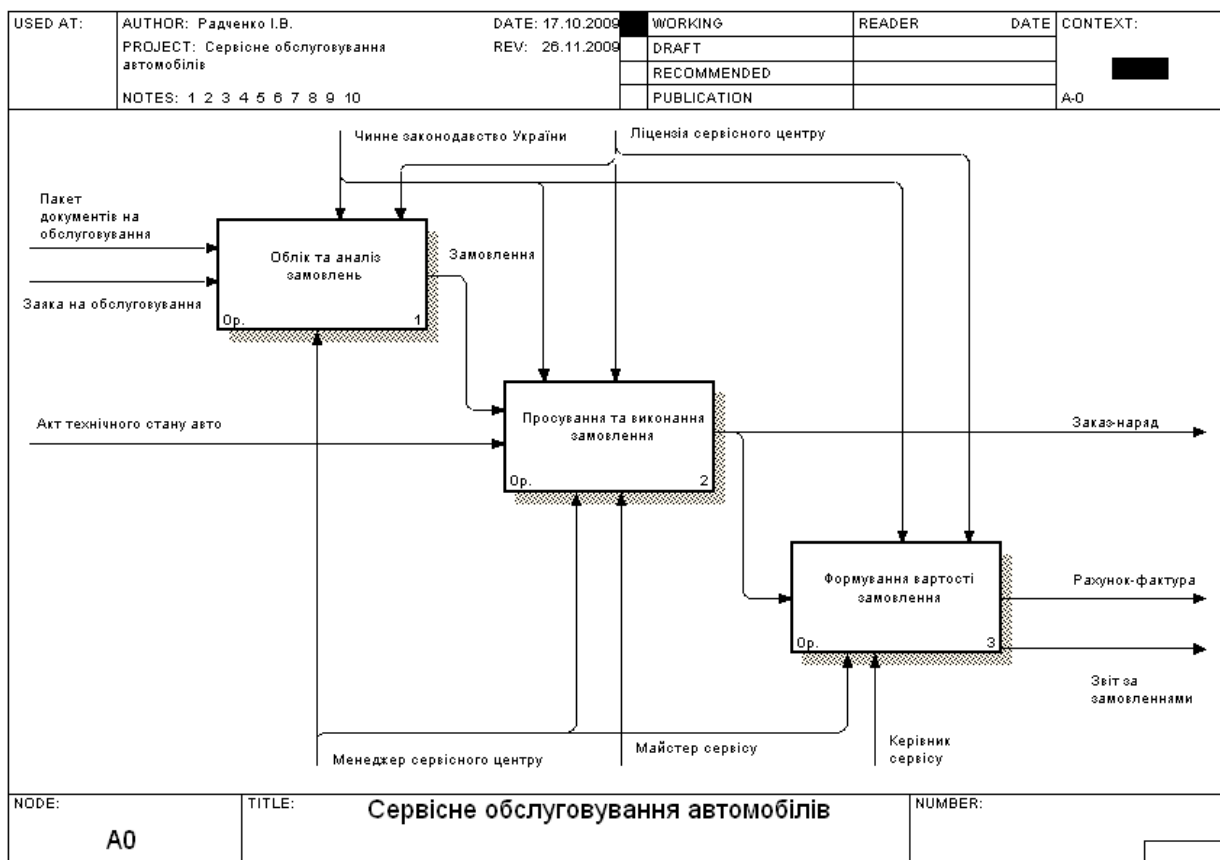 USED AT:
AUTHOR: Радченко І.В.
DATE: 17.10.2009
PROJECT: Сервісне обслуговування
автомобілів
REV: 26.11.2009
NOTES: 1 2 3 4 5 6 7 8 9 10
WORKING
DRAFT
RECOMMENDED
PUBLICATION
READER
DATE
CONTEXT:
A-0
Чинне законодавство України
Ліцензія сервісного центру
Пакет
документів на
обслуговування
Облік та аналіз
замовлень
0р.
1
Замовлення
Заяка на обслуговування
Акт технічного стану авто
Просування та виконання
замовлення
0р.
2
Заказ-наряд
Формування вартості
замовлення
0р.
3
Рахунок-фактура
Звіт за
замовленнями
Менеджер сервісного центру
Майстер сервісу
Керівник
сервісу
NODE:
A0
TITLE:
Сервісне обслуговування автомобілів
NUMBER: